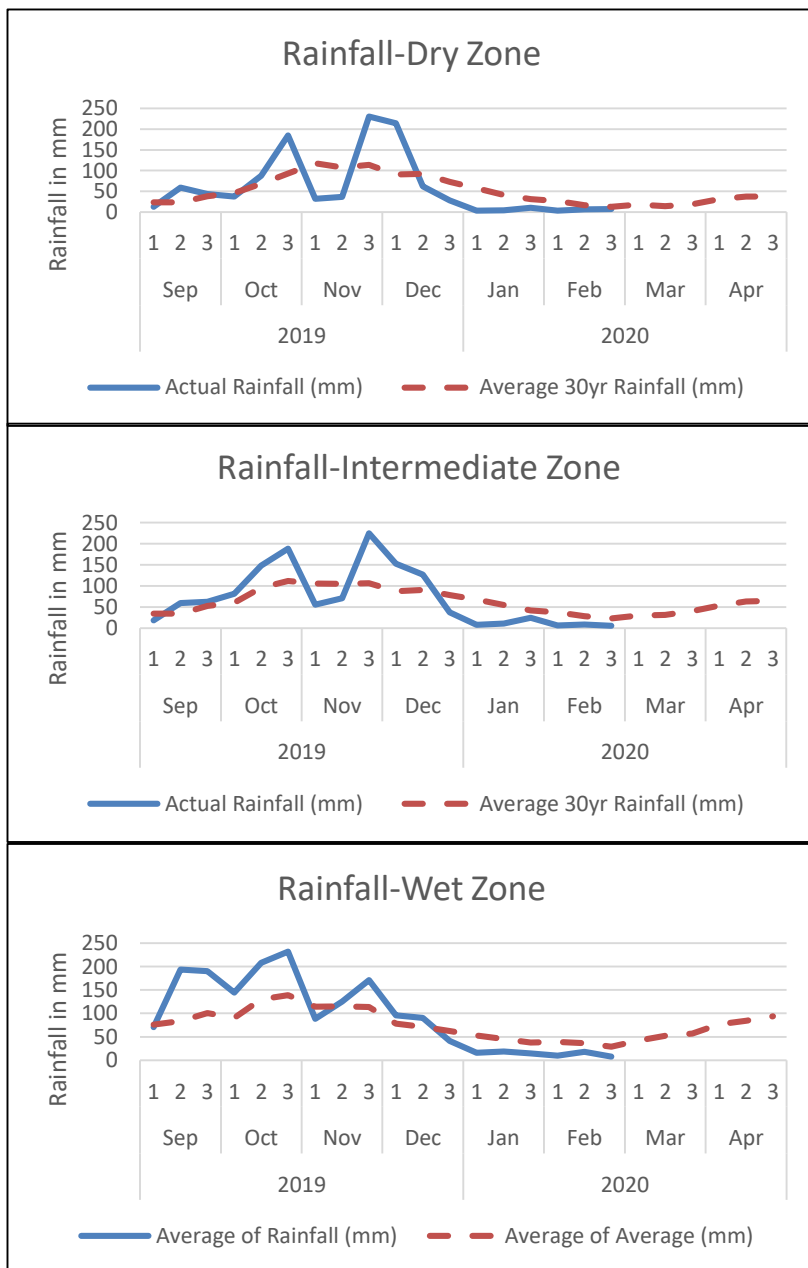 Rainfall-Dry Zone
250
200
150
100
50
0
Rainfall in mm
1 2 3 1 2 3 1 2 3 1 2 3 1 2 3 1 2 3 1 2 3 1 2 3
Sep Oct Nov Dec Jan Feb Mar Apr
2019 2020
Actual Rainfall (mm) Average 30yr Rainfall (mm)
Rainfall-Intermediate Zone
250
200
150
100
50
0
Rainfall in mm
1 2 3 1 2 3 1 2 3 1 2 3 1 2 3 1 2 3 1 2 3 1 2 3
Sep Oct Nov Dec Jan Feb Mar Apr
2019 2020
Actual Rainfall (mm) Average 30yr Rainfall (mm)
Rainfall-Wet Zone
250
200
150
100
50
0
Rainfall in mm
1 2 3 1 2 3 1 2 3 1 2 3 1 2 3 1 2 3 1 2 3 1 2 3
Sep Oct Nov Dec Jan Feb Mar Apr
2019 2020
Average of Rainfall (mm) Average of Average (mm)